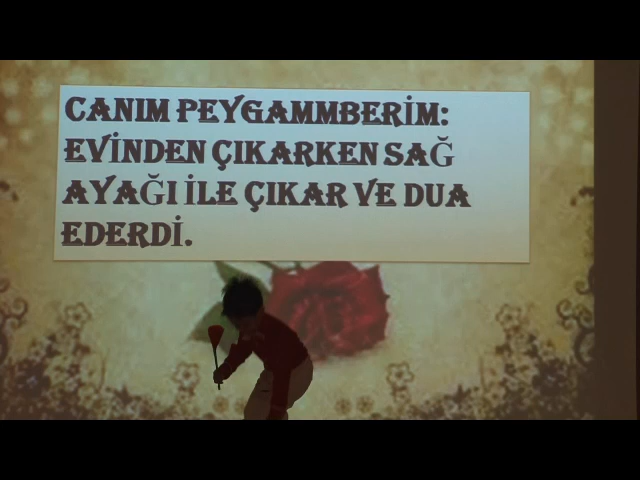 CANIM PEYGAMMBERİM:
EVİNDEN ÇIKARKEN SAĞ
AYAĞI İLE ÇIKAR VE DUA
EDERDİ.